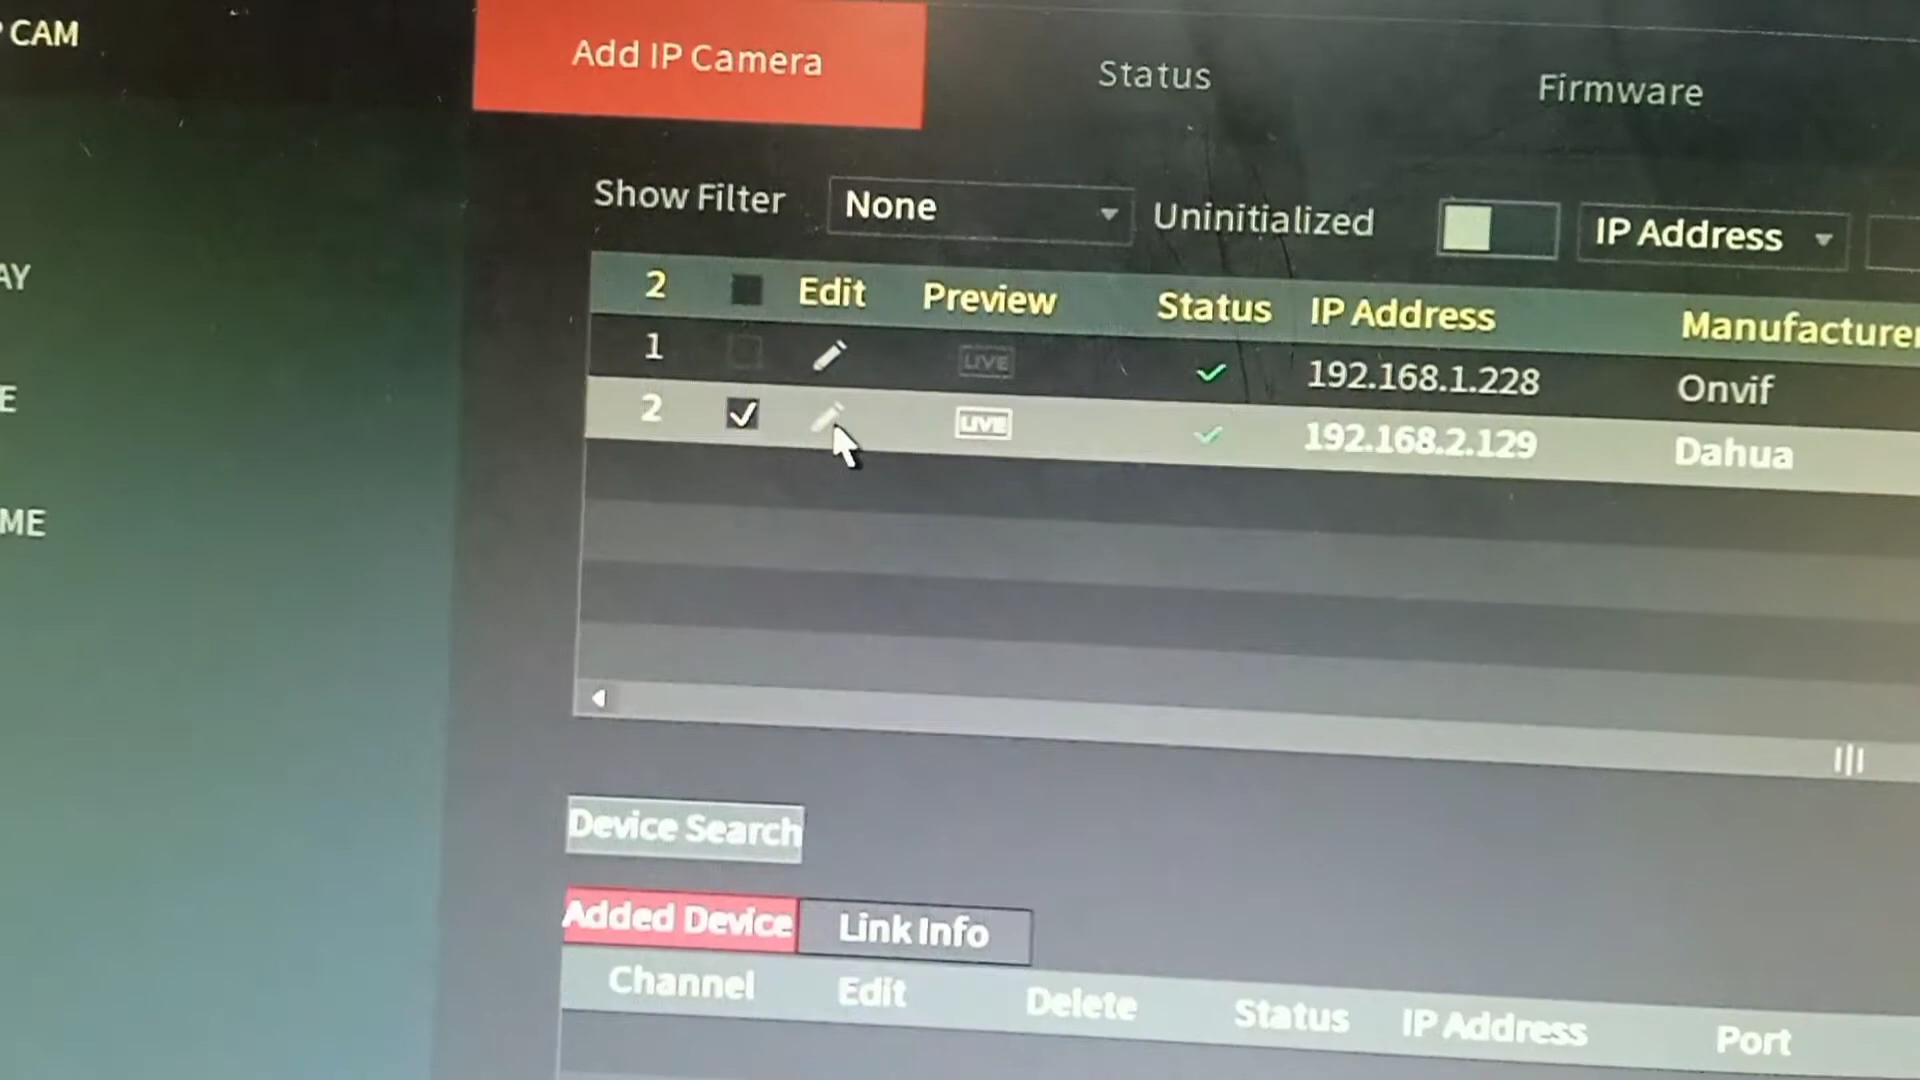 CAM
Add IP Camera
Status
Firmware
Show Filter
None
Uninitialized
IP Address
2 Edit Preview Status IP Address Manufacturer
1 LIVE 192.168.1.228 Onvif
2 LIVE 192.168.2.129 Dahua
AY
E
ME
Device Search
Added Device
Link Info
Channel Edit Delete Status IP Address Port